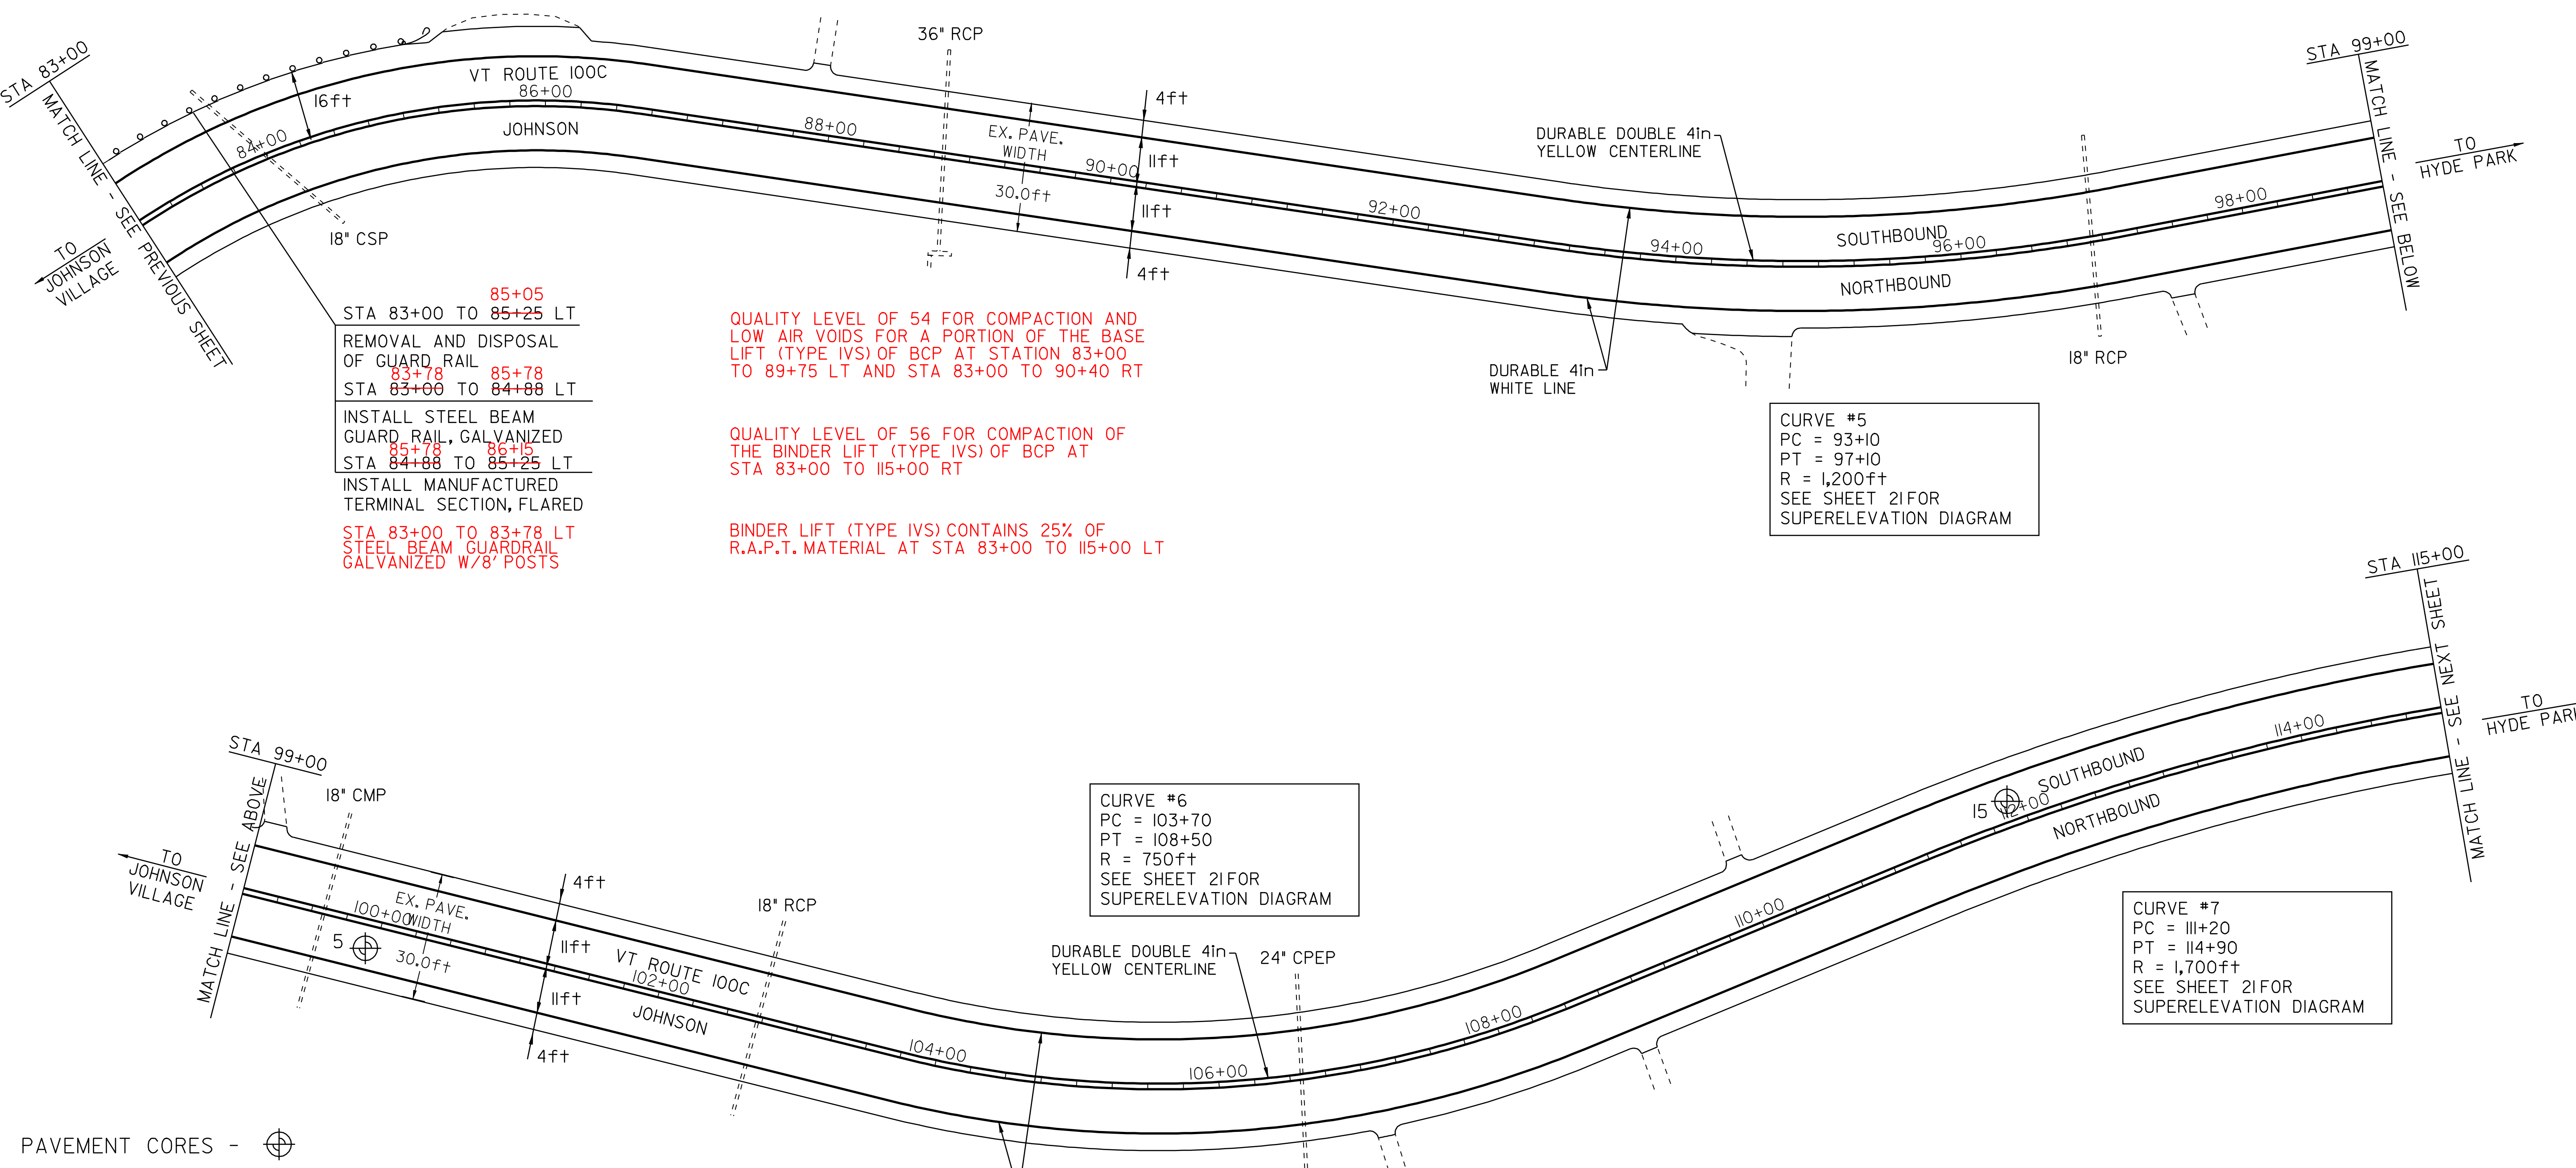 STA 83+00
MATCH LINE - SEE PREVIOUS SHEET
TO
JOHNSON
VILLAGE
16ft
84+00
18" CSP
VT ROUTE 100C
86+00
JOHNSON
88+00
36" RCP
EX. PAVE.
WIDTH
30.0ft
90+00
4ft
11ft
11ft
4ft
92+00
DURABLE DOUBLE 4in
YELLOW CENTERLINE
94+00
SOUTHBOUND
96+00
NORTHBOUND
98+00
STA 99+00
MATCH LINE - SEE BELOW
TO
HYDE PARK
18" RCP
DURABLE 4in
WHITE LINE
85+05
STA 83+00 TO 85+25 LT
REMOVAL AND DISPOSAL
OF GUARD RAIL
83+78 85+78
STA 83+00 TO 84+88 LT
INSTALL STEEL BEAM
GUARD RAIL, GALVANIZED
85+78 86+15
STA 84+88 TO 85+25 LT
INSTALL MANUFACTURED
TERMINAL SECTION, FLARED
STA 83+00 TO 83+78 LT
STEEL BEAM GUARDRAIL
GALVANIZED W/8' POSTS
QUALITY LEVEL OF 54 FOR COMPACTION AND
LOW AIR VOIDS FOR A PORTION OF THE BASE
LIFT (TYPE IVS) OF BCP AT STATION 83+00
TO 89+75 LT AND STA 83+00 TO 90+40 RT
QUALITY LEVEL OF 56 FOR COMPACTION OF
THE BINDER LIFT (TYPE IVS) OF BCP AT
STA 83+00 TO 115+00 RT
BINDER LIFT (TYPE IVS) CONTAINS 25% OF
R.A.P.T. MATERIAL AT STA 83+00 TO 115+00 LT
CURVE #5
PC = 93+10
PT = 97+10
R = 1,200ft
SEE SHEET 21 FOR
SUPERELEVATION DIAGRAM
STA 99+00
MATCH LINE - SEE ABOVE
TO
JOHNSON
VILLAGE
18" CMP
100+00
EX. PAVE.
WIDTH
30.0ft
5
4ft
11ft
11ft
4ft
VT ROUTE 100C
102+00
JOHNSON
18" RCP
104+00
CURVE #6
PC = 103+70
PT = 108+50
R = 750ft
SEE SHEET 21 FOR
SUPERELEVATION DIAGRAM
DURABLE DOUBLE 4in
YELLOW CENTERLINE
24" CPEP
106+00
108+00
110+00
15
112+00
SOUTHBOUND
NORTHBOUND
114+00
STA 115+00
MATCH LINE - SEE NEXT SHEET
TO
HYDE PARK
CURVE #7
PC = 111+20
PT = 114+90
R = 1,700ft
SEE SHEET 21 FOR
SUPERELEVATION DIAGRAM
PAVEMENT CORES -